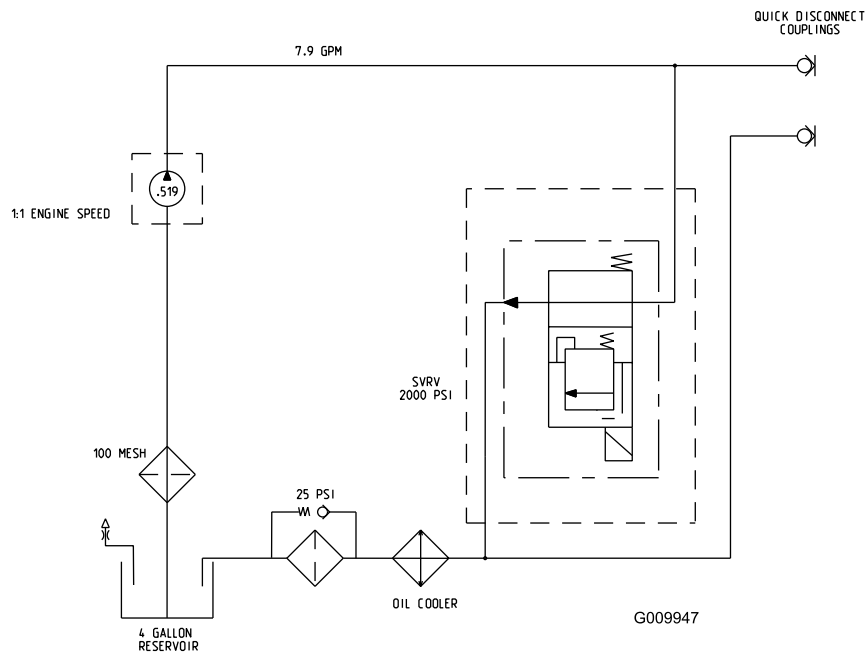 QUICK DISCONNECT
COUPLINGS
7.9 GPM
.519
1:1 ENGINE SPEED
SVRV
2000 PSI
100 MESH
25 PSI
OIL COOLER
4 GALLON
RESERVOIR
G009947